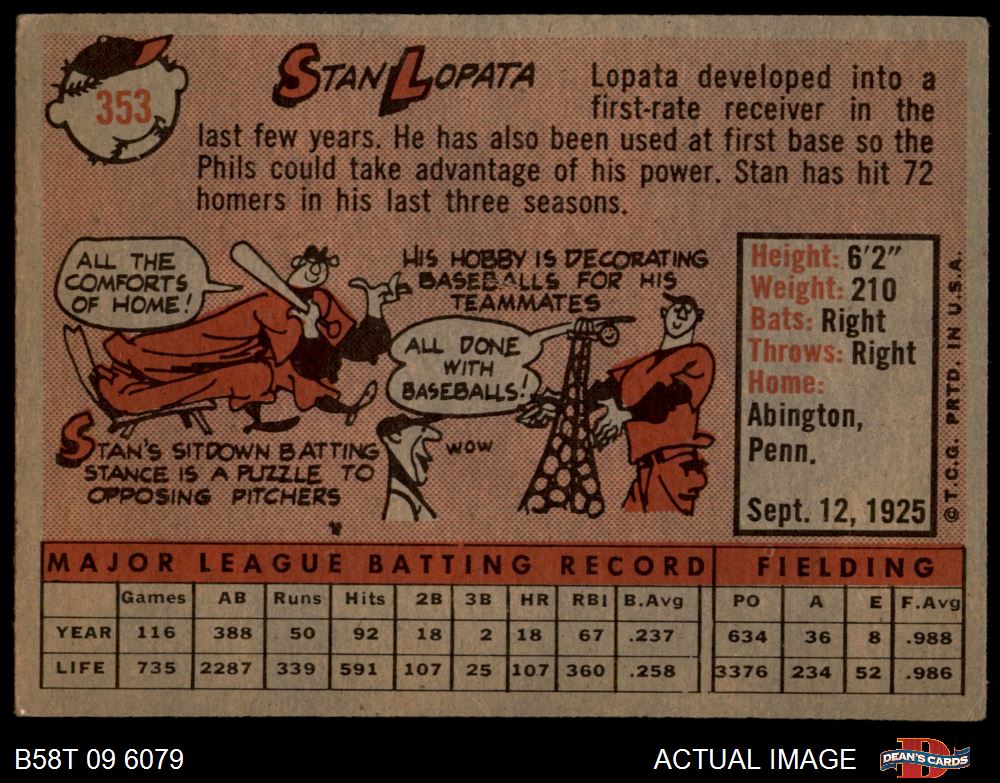 353
STAN LOPATA
Lopata developed into a
first-rate receiver in the
last few years. He has also been used at first base so the
Phils could take advantage of his power. Stan has hit 72
homers in his last three seasons.
ALL THE
COMFORTS
OF HOME!
STAN'S SITDOWN BATTING
STANCE IS A PUZZLE TO
OPPOSING PITCHERS
HIS HOBBY IS DECORATING
BASEBALLS FOR HIS
TEAMMATES
ALL DONE
WITH
BASEBALLS!
WOW
Height: 6'2"
Weight: 210
Bats: Right
Throws: Right
Home:
Abington,
Penn.
Sept. 12, 1925
© T.C.G. PRTD. IN U.S.A.
MAJOR LEAGUE BATTING RECORD FIELDING
Games AB Runs Hits 2B 3B HR RBI B.Avg PO A E F.Avg
YEAR 116 388 50 92 18 2 18 67 .237 634 36 8 .988
LIFE 735 2287 339 591 107 25 107 360 .258 3376 234 52 .986
B58T 09 6079 ACTUAL IMAGE
DEAN'S CARDS